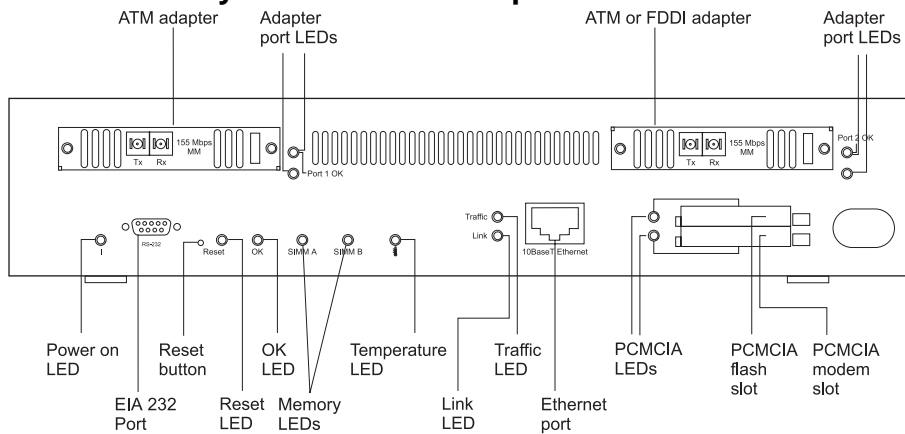 ATM adapter
Adapter
port LEDs
ATM or FDDI adapter
Adapter
port LEDs
155 Mbps
MM
Tx Rx
Port 1 OK
155 Mbps
MM
Tx Rx
Port 2 OK
RS-232
I
Reset
OK
SIMM A
SIMM B
Traffic
Link
10BaseT Ethernet
Power on
LED
Reset
button
OK
LED
Temperature
LED
Traffic
LED
PCMCIA
LEDs
PCMCIA
flash
slot
PCMCIA
modem
slot
EIA 232
Port
Reset
LED
Memory
LEDs
Link
LED
Ethernet
port